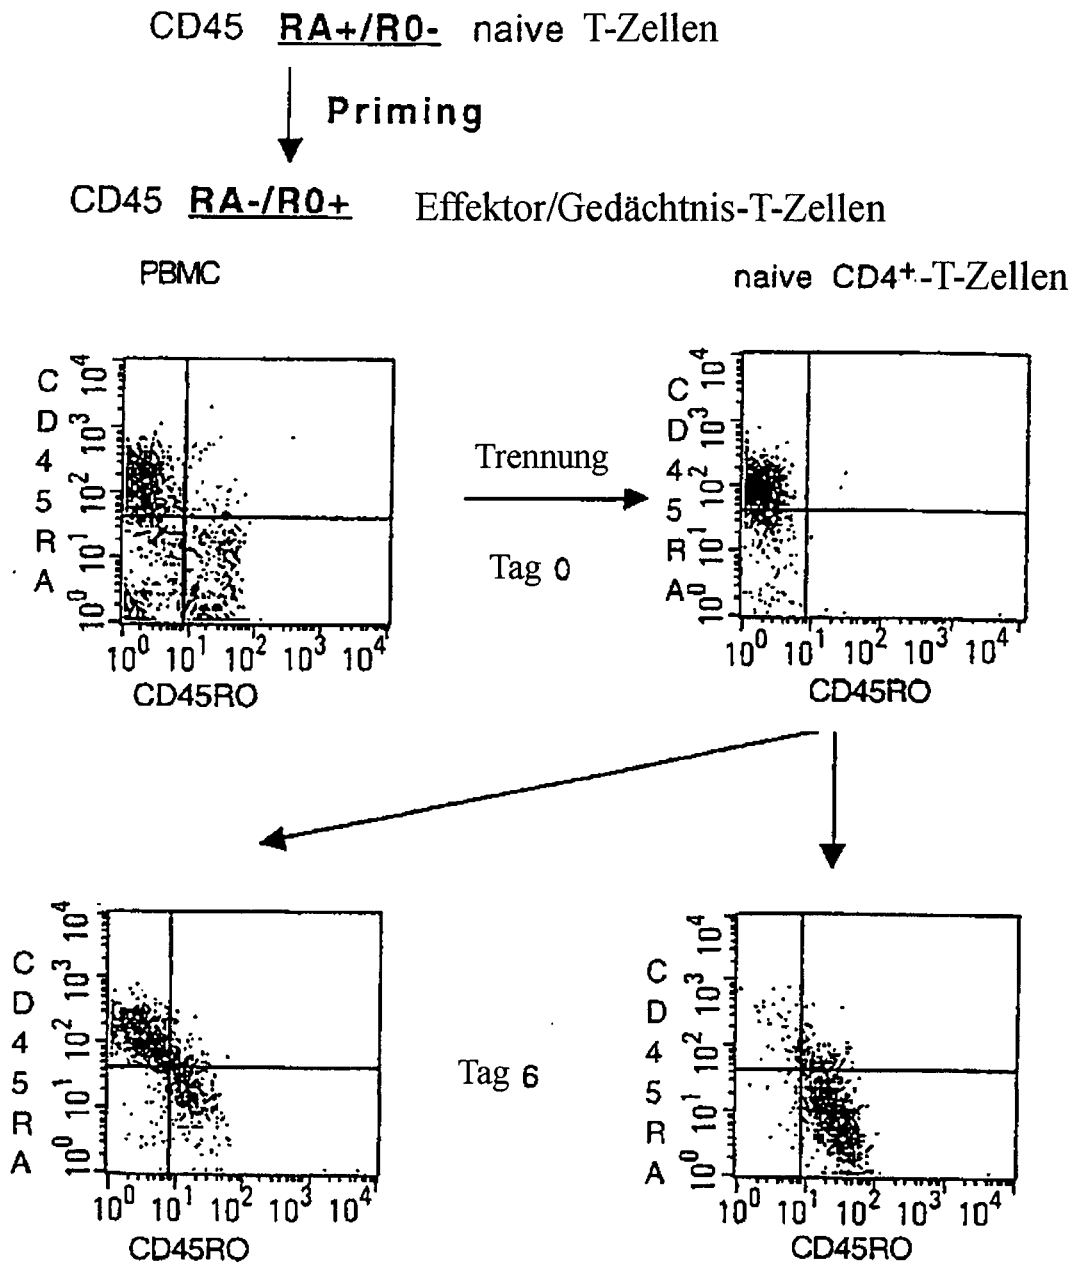 CD45 RA+/R0- naive T-Zellen
Priming
CD45 RA-/R0+ Effektor/Gedächtnis-T-Zellen
PBMC
naive CD4+-T-Zellen
CD45RA
10^4
10^3
10^2
10^1
10^0
10^0 10^1 10^2 10^3 10^4
CD45RO
Trennung
Tag 0
CD45RA
10^4
10^3
10^2
10^1
10^0
10^0 10^1 10^2 10^3 10^4
CD45RO
CD45RA
10^4
10^3
10^2
10^1
10^0
10^0 10^1 10^2 10^3 10^4
CD45RO
Tag 6
CD45RA
10^4
10^3
10^2
10^1
10^0
10^0 10^1 10^2 10^3 10^4
CD45RO